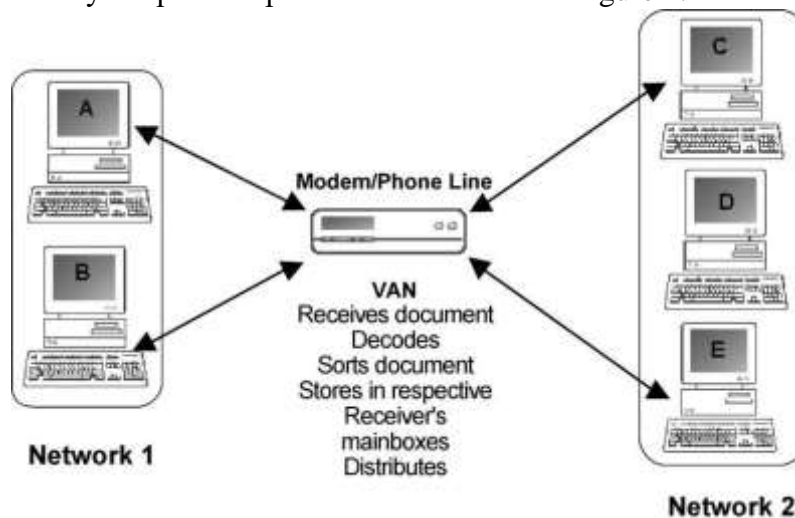 A
B
Network 1
Modem/Phone Line
VAN
Receives document
Decodes
Sorts document
Stores in respective
Receiver's
mainboxes
Distributes
C
D
E
Network 2